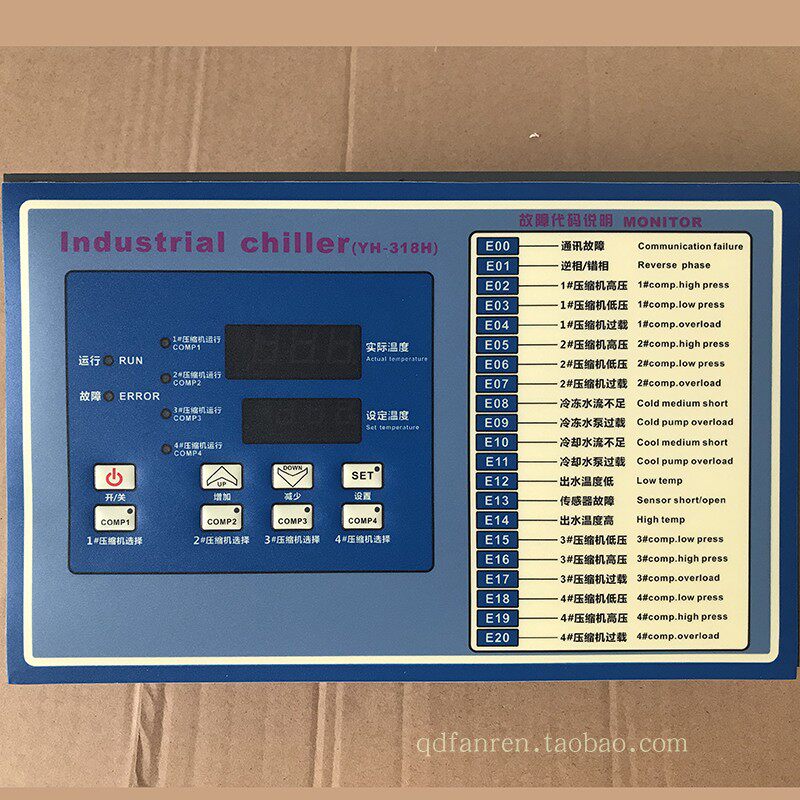 Industrial chiller(YH-318H)
运行 RUN
故障 ERROR
1#压缩机运行
COMP1
2#压缩机运行
COMP2
3#压缩机运行
COMP3
4#压缩机运行
COMP4
实际温度
Actual temperature
设定温度
Set temperature
UP
DOWN
SET
开/关
增加
减少
设置
COMP1
COMP2
COMP3
COMP4
1#压缩机选择
2#压缩机选择
3#压缩机选择
4#压缩机选择
故障代码说明 MONITOR
E00 通讯故障 Communication failure
E01 逆相/错相 Reverse phase
E02 1#压缩机高压 1#comp.high press
E03 1#压缩机低压 1#comp.low press
E04 1#压缩机过载 1#comp.overload
E05 2#压缩机高压 2#comp.high press
E06 2#压缩机低压 2#comp.low press
E07 2#压缩机过载 2#comp.overload
E08 冷冻水流不足 Cold medium short
E09 冷冻水泵过载 Cold pump overload
E10 冷却水流不足 Cool medium short
E11 冷却水泵过载 Cool pump overload
E12 出水温度低 Low temp
E13 传感器故障 Sensor short/open
E14 出水温度高 High temp
E15 3#压缩机低压 3#comp.low press
E16 3#压缩机高压 3#comp.high press
E17 3#压缩机过载 3#comp.overload
E18 4#压缩机低压 4#comp.low press
E19 4#压缩机高压 4#comp.high press
E20 4#压缩机过载 4#comp.overload
qdfanren.taobao.com